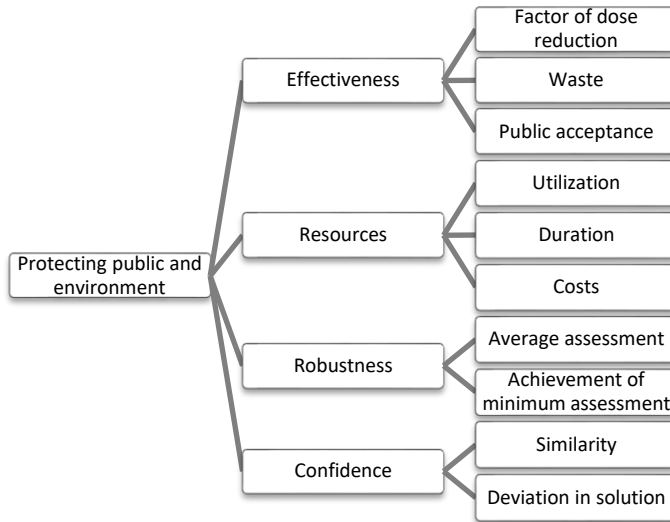 Factor of dose
reduction
Effectiveness
Waste
Public acceptance
Utilization
Resources
Duration
Protecting public and
environment
Costs
Average assessment
Robustness
Achievement of
minimum assessment
Similarity
Confidence
Deviation in solution